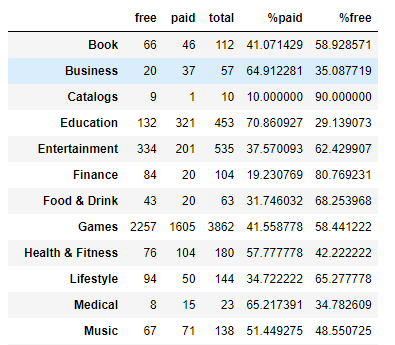 free paid total %paid %free
Book 66 46 112 41.071429 58.928571
Business 20 37 57 64.912281 35.087719
Catalogs 9 1 10 10.000000 90.000000
Education 132 321 453 70.860927 29.139073
Entertainment 334 201 535 37.570093 62.429907
Finance 84 20 104 19.230769 80.769231
Food & Drink 43 20 63 31.746032 68.253968
Games 2257 1605 3862 41.558778 58.441222
Health & Fitness 76 104 180 57.777778 42.222222
Lifestyle 94 50 144 34.722222 65.277778
Medical 8 15 23 65.217391 34.782609
Music 67 71 138 51.449275 48.550725